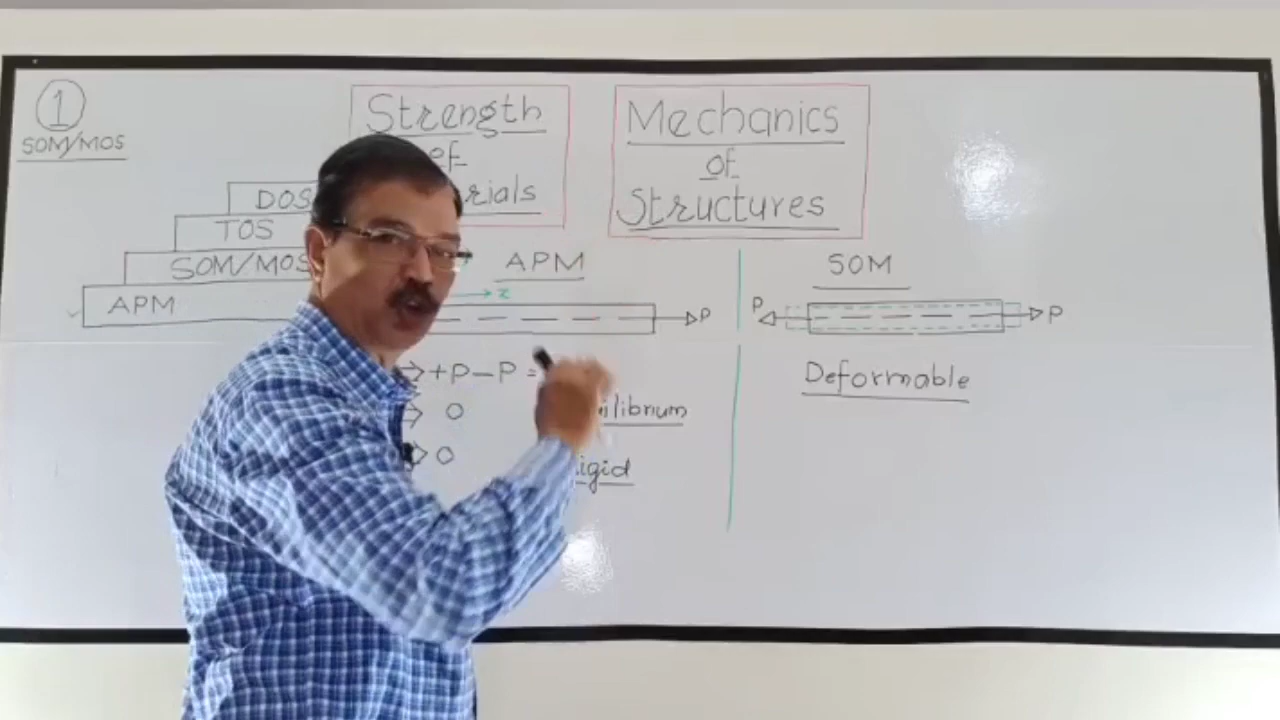 1
SOM/MOS
Strength
of
rials
Mechanics
of
Structures
DOS
TOS
SOM/MOS
APM
APM
x
P
+P-P =
0
0
ilibrium
igid
SOM
P
P
Deformable